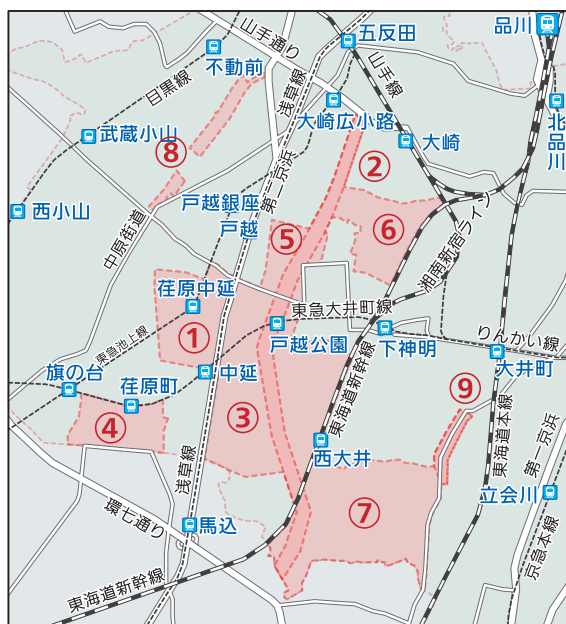 山手通り
五反田
品川
不動前
目黒線
浅草線
山手線
大崎広小路
北品川
武蔵小山
⑧
大崎
②
第二京浜
西小山
中原街道
戸越銀座
戸越
⑤
⑥
湘南新宿ライン
荏原中延
東急大井町線
①
戸越公園
下神明
りんかい線
東急池上線
大井町
旗の台
荏原町
中延
東海道新幹線
⑨
④
③
西大井
東海道本線
第一京浜
浅草線
立会川
⑦
馬込
環七通り
京急本線
東海道新幹線